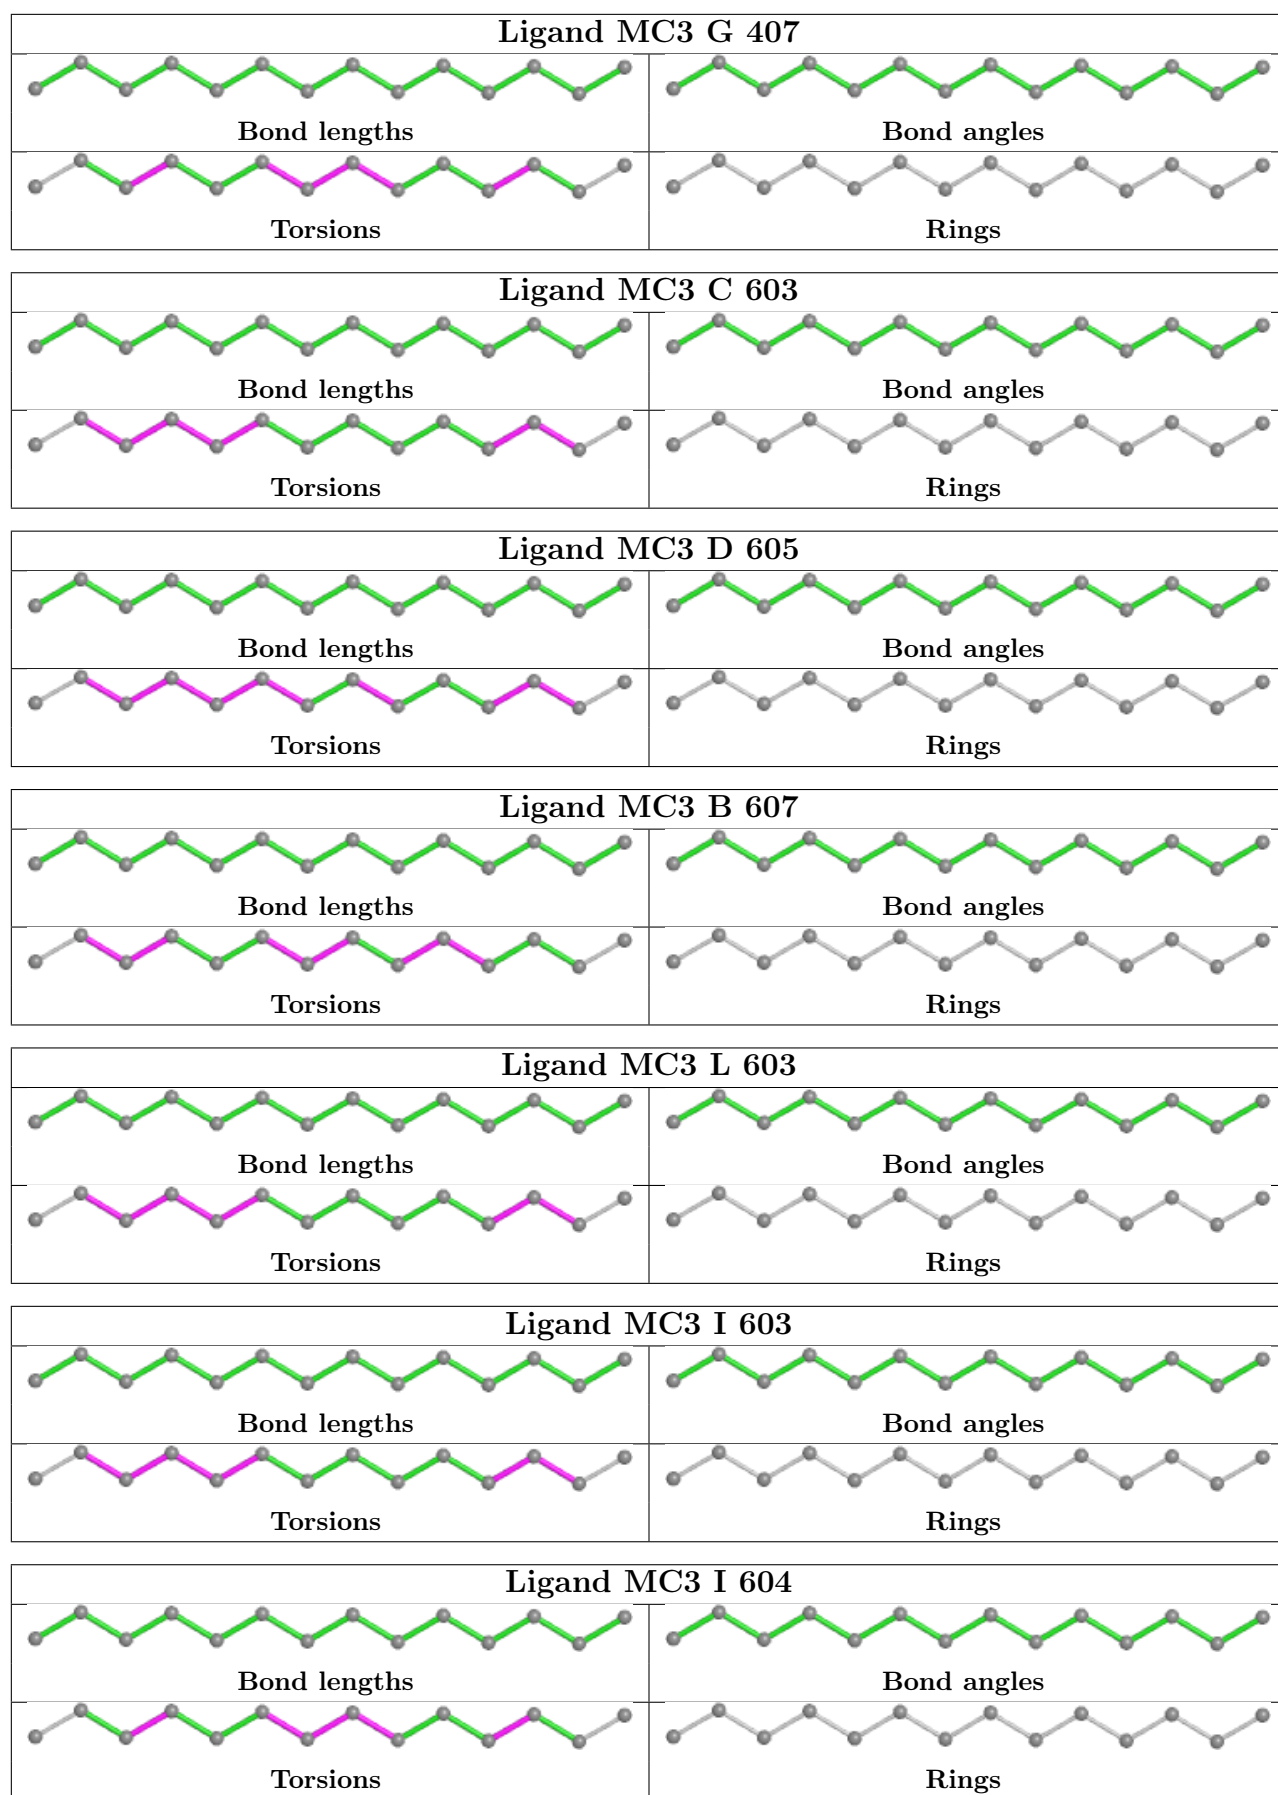 Ligand MC3 G 407
Bond lengths Bond angles
Torsions Rings
Ligand MC3 C 603
Bond lengths Bond angles
Torsions Rings
Ligand MC3 D 605
Bond lengths Bond angles
Torsions Rings
Ligand MC3 B 607
Bond lengths Bond angles
Torsions Rings
Ligand MC3 L 603
Bond lengths Bond angles
Torsions Rings
Ligand MC3 I 603
Bond lengths Bond angles
Torsions Rings
Ligand MC3 I 604
Bond lengths Bond angles
Torsions Rings